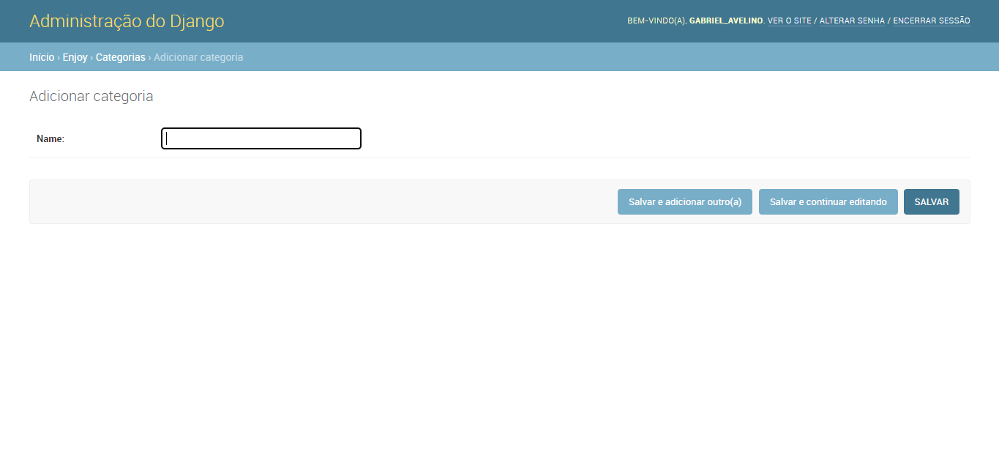 Administração do Django
BEM-VINDO(A), GABRIEL_AVELINO. VER O SITE / ALTERAR SENHA / ENCERRAR SESSÃO
Início › Enjoy › Categorias › Adicionar categoria
Adicionar categoria
Name:
Salvar e adicionar outro(a)
Salvar e continuar editando
SALVAR